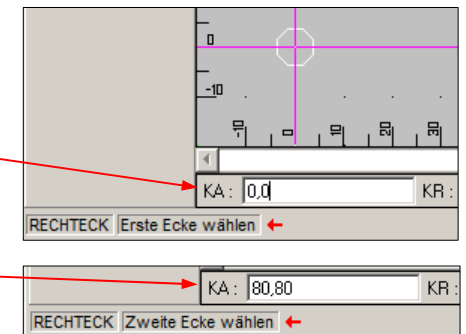 0
-10
-10 0 10 20 30
KA : 0,0 KR :
RECHTECK Erste Ecke wählen
KA : 80,80 KR :
RECHTECK Zweite Ecke wählen